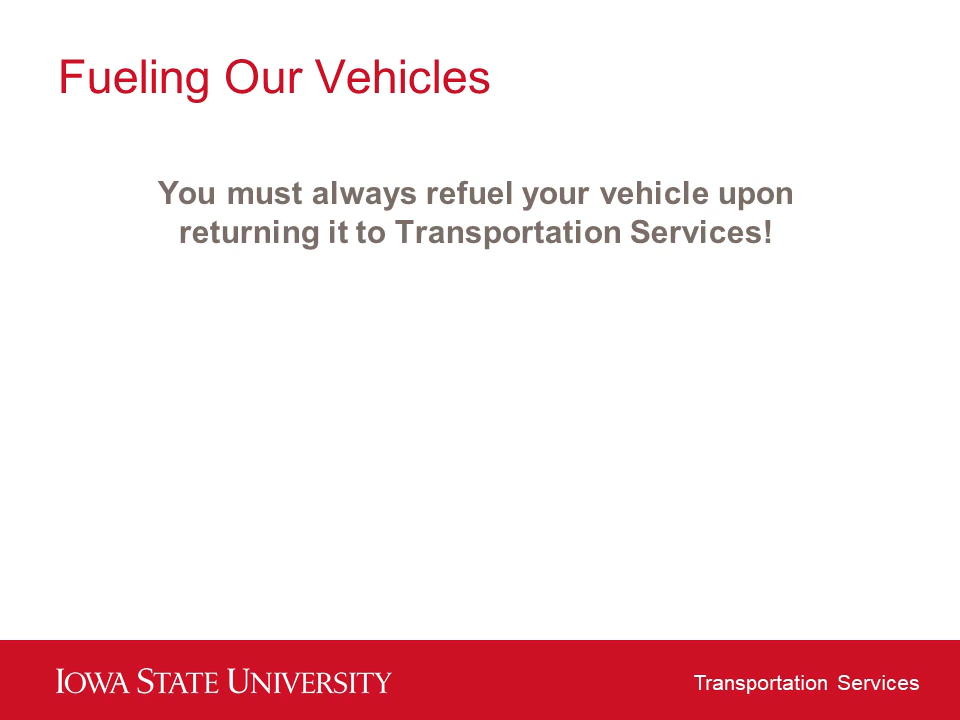 Fueling Our Vehicles
You must always refuel your vehicle upon
returning it to Transportation Services!
IOWA STATE UNIVERSITY
Transportation Services